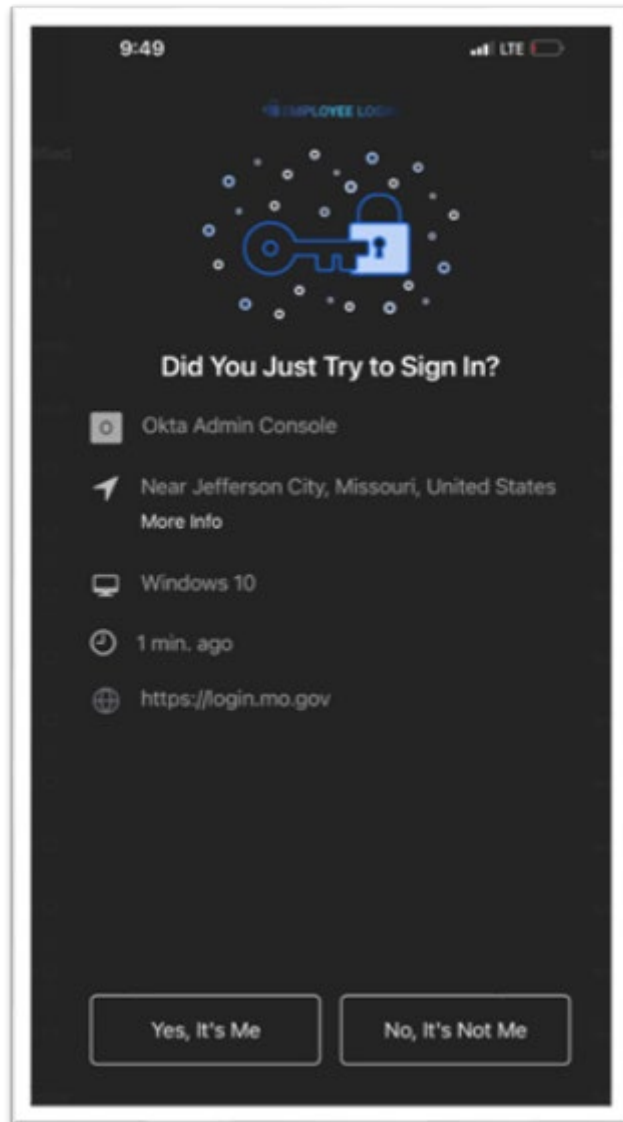 9:49
LTE
EMPLOYEE
Did You Just Try to Sign In?
O Okta Admin Console
Near Jefferson City, Missouri, United States
More Info
Windows 10
1 min. ago
https://login.mo.gov
Yes, It's Me
No, It's Not Me